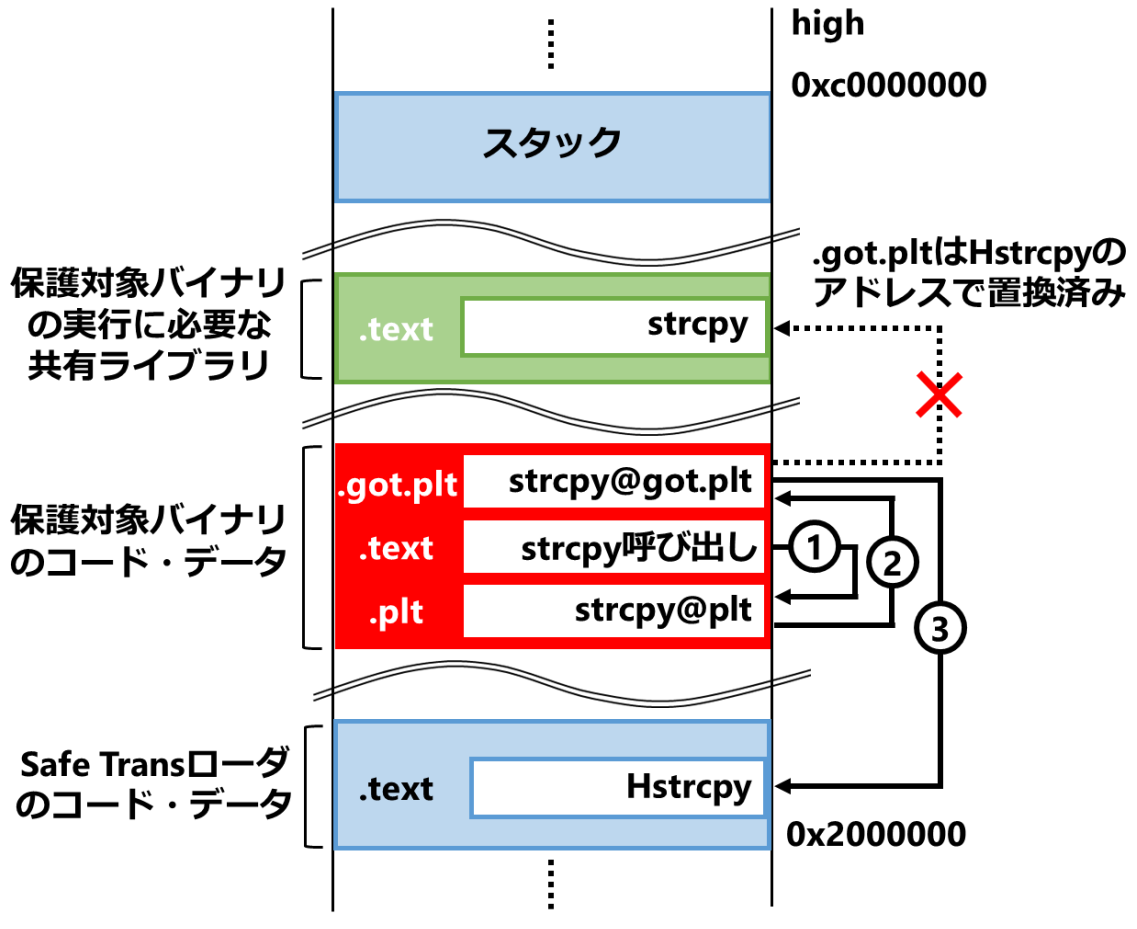 high
0xc0000000
スタック
.got.pltはHstrcpyの
アドレスで置換済み
保護対象バイナリ
の実行に必要な
共有ライブラリ
.text
strcpy
保護対象バイナリ
のコード・データ
.got.plt
strcpy@got.plt
.text
strcpy呼び出し
.plt
strcpy@plt
1
2
3
Safe Transローダ
のコード・データ
.text
Hstrcpy
0x2000000